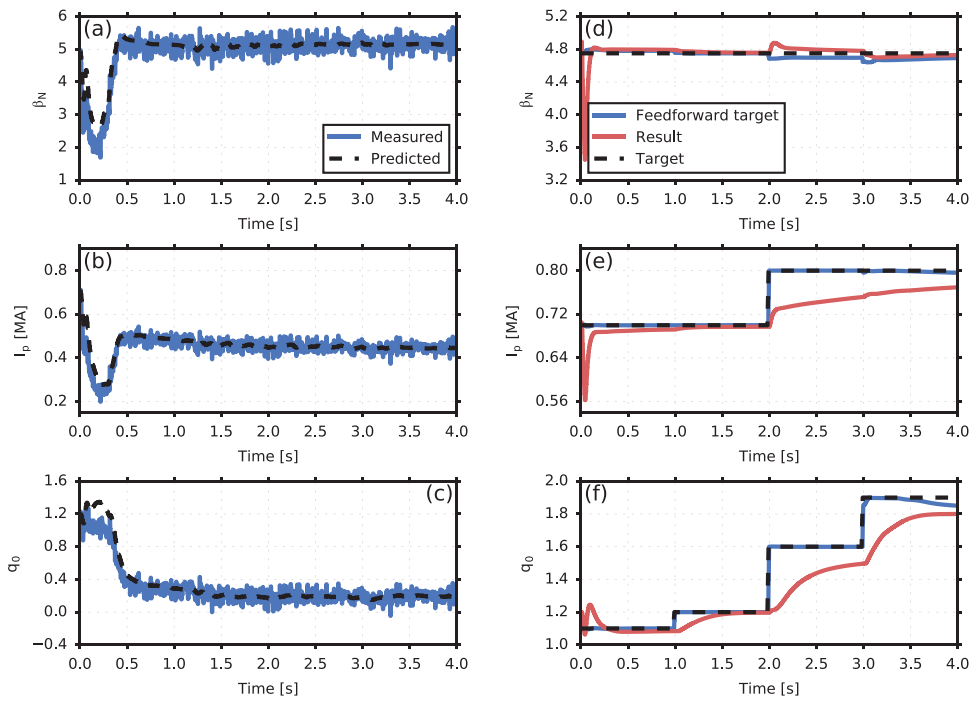 (a)
β_N
6
5
4
3
2
1
Measured
Predicted
0.0 0.5 1.0 1.5 2.0 2.5 3.0 3.5 4.0
Time [s]
(d)
β_N
5.2
4.8
4.4
4.0
3.6
3.2
Feedforward target
Result
Target
0.0 0.5 1.0 1.5 2.0 2.5 3.0 3.5 4.0
Time [s]
(b)
I_p [MA]
0.8
0.6
0.4
0.2
0.0 0.5 1.0 1.5 2.0 2.5 3.0 3.5 4.0
Time [s]
(e)
I_p [MA]
0.80
0.72
0.64
0.56
0.0 0.5 1.0 1.5 2.0 2.5 3.0 3.5 4.0
Time [s]
(c)
q_0
1.6
1.2
0.8
0.4
0.0
−0.4
0.0 0.5 1.0 1.5 2.0 2.5 3.0 3.5 4.0
Time [s]
(f)
q_0
2.0
1.8
1.6
1.4
1.2
1.0
0.0 0.5 1.0 1.5 2.0 2.5 3.0 3.5 4.0
Time [s]